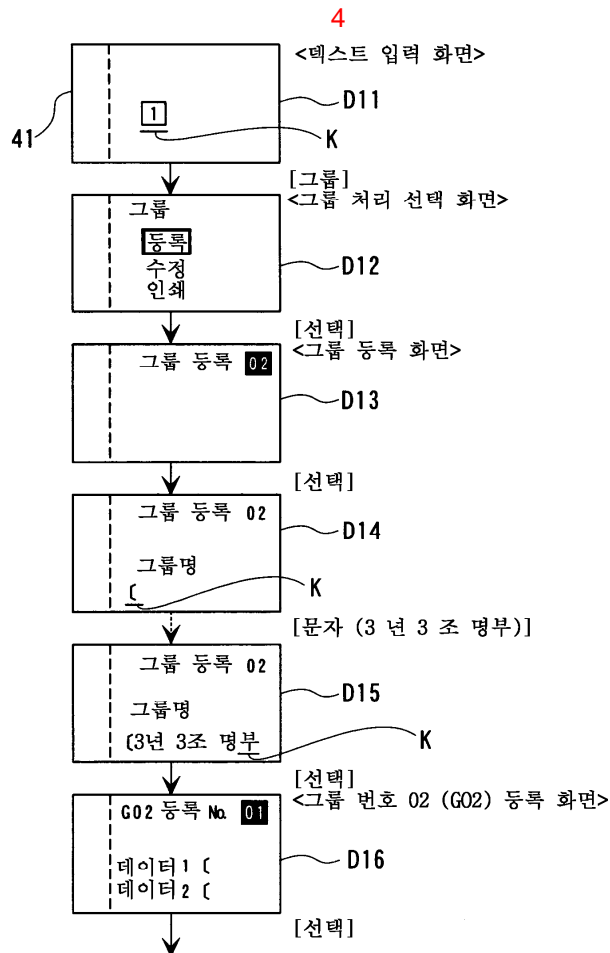 4
<텍스트 입력 화면>
1
D11
41
K
[그룹]
<그룹 처리 선택 화면>
그룹
등록
수정
인쇄
D12
[선택]
<그룹 등록 화면>
그룹 등록 02
D13
[선택]
그룹 등록 02
D14
그룹명
[
K
[문자 (3 년 3 조 명부)]
그룹 등록 02
D15
그룹명
[3년 3조 명부
K
[선택]
<그룹 번호 02 (G02) 등록 화면>
G02 등록 No. 01
D16
데이터1 [
데이터2 [
[선택]